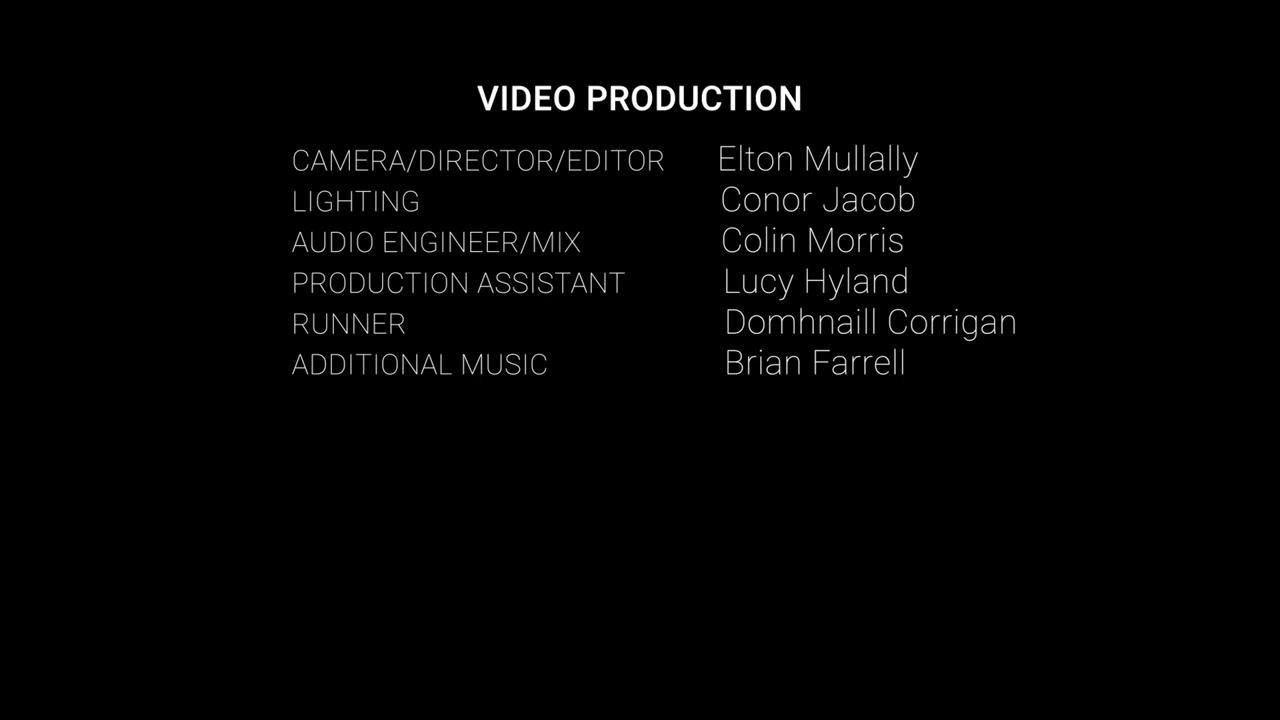 VIDEO PRODUCTION
CAMERA/DIRECTOR/EDITOR Elton Mullally
LIGHTING Conor Jacob
AUDIO ENGINEER/MIX Colin Morris
PRODUCTION ASSISTANT Lucy Hyland
RUNNER Domhnaill Corrigan
ADDITIONAL MUSIC Brian Farrell